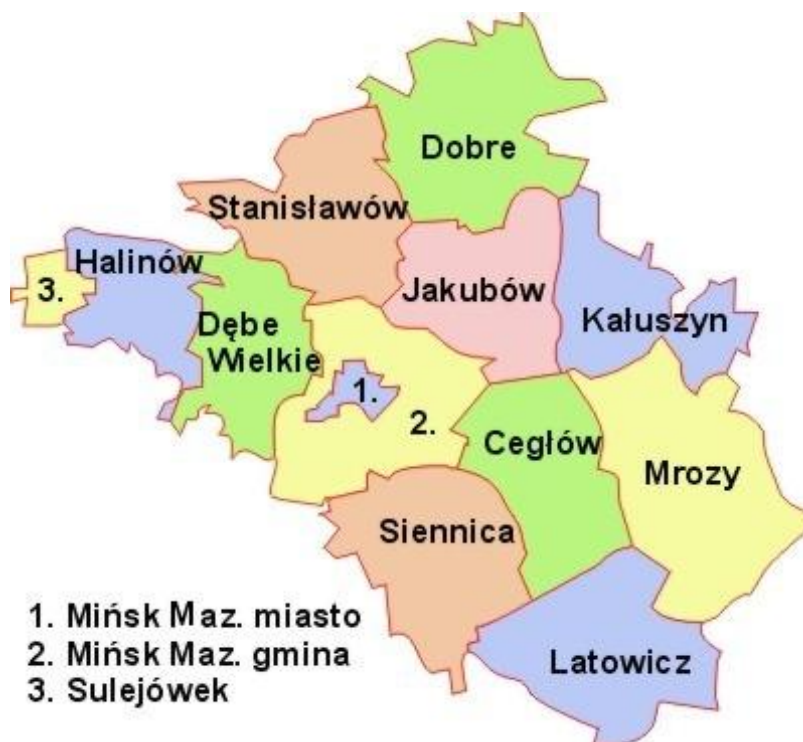 Dobre
Stanisławów
Halinów
3.
Jakubów
Kałuszyn
Dębe
Wielkie
1.
2.
Cegłów
Mrozy
Siennica
Latowicz
1. Mińsk Maz. miasto
2. Mińsk Maz. gmina
3. Sulejówek